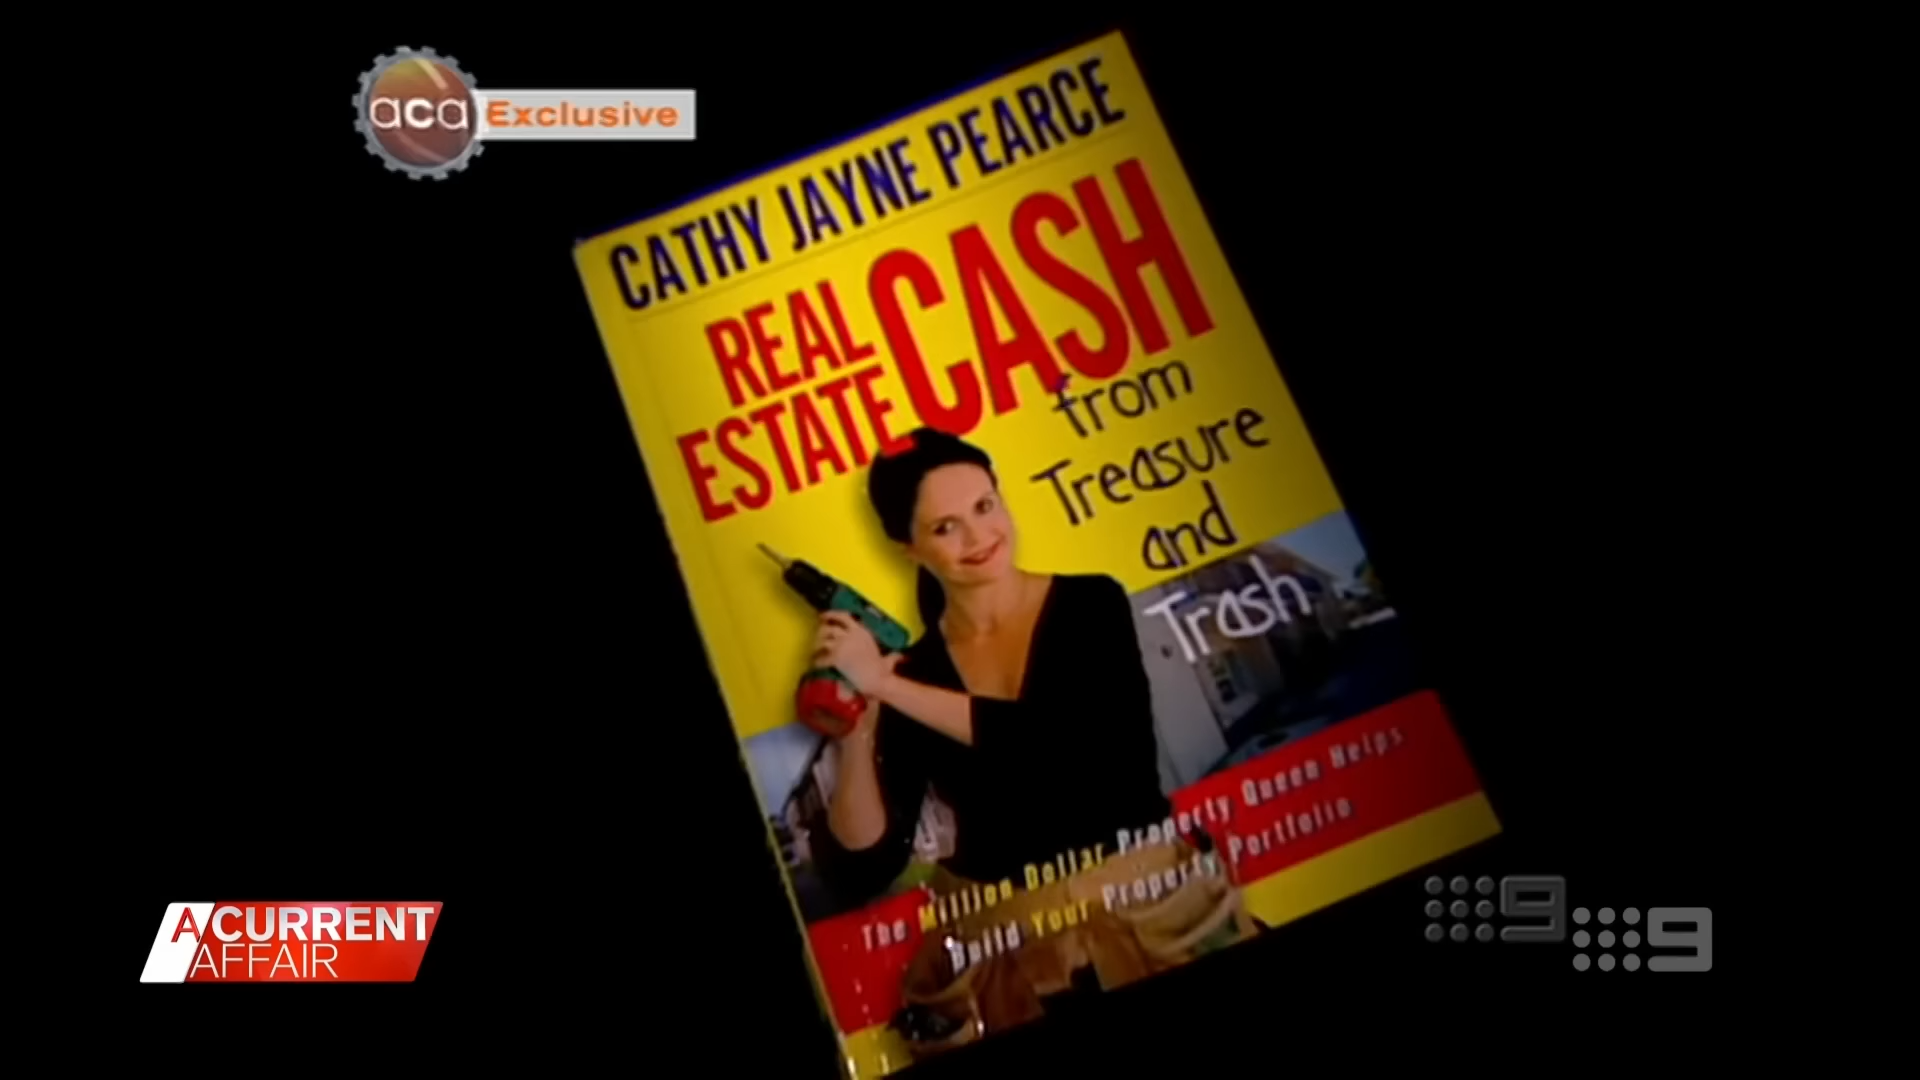 aca Exclusive
CATHY JAYNE PEARCE
REAL
ESTATE CASH
from
Treasure
and
Trash
The Million Dollar Property Queen Helps
Build Your Property Portfolio
A CURRENT
AFFAIR
9
9